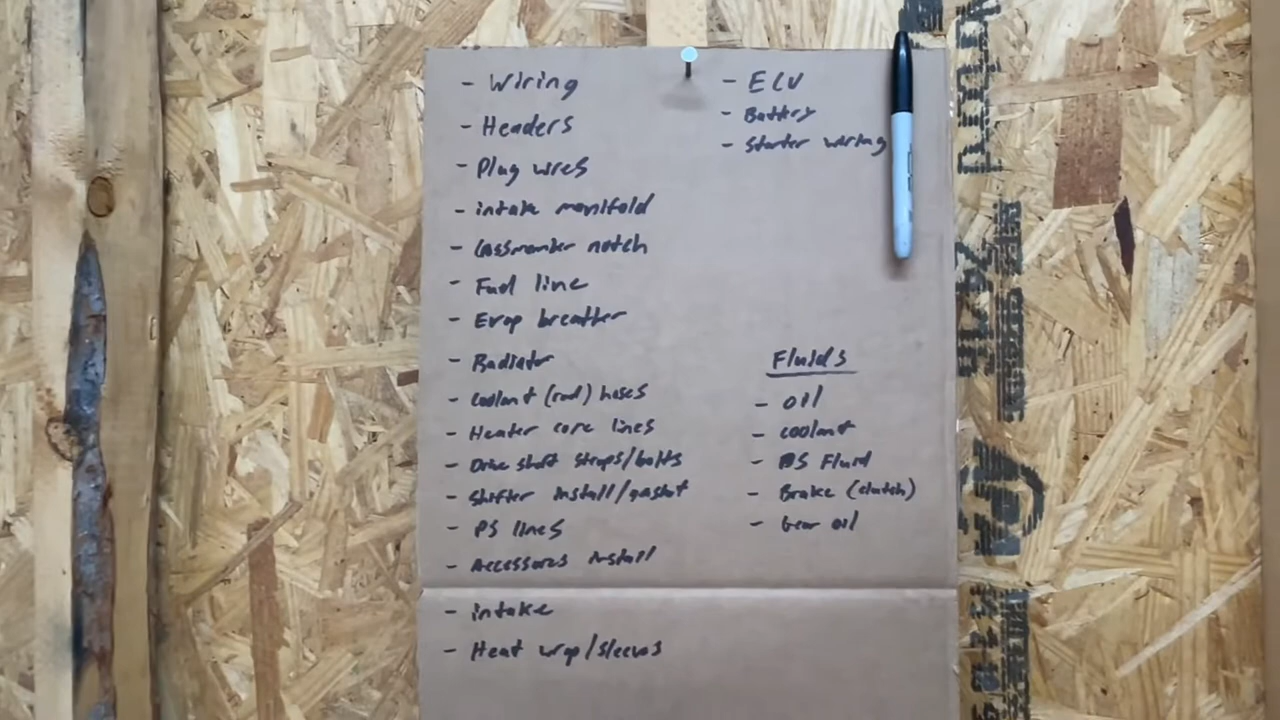 - Wiring
- Headers
- Plug wires
- intake manifold
- Crossmember notch
- Fuel line
- Evap breather
- Radiator
- Coolant (rad) hoses
- Heater core lines
- Drive shaft straps/bolts
- Shifter install/gasket
- PS lines
- Accessories install
- intake
- Heat wrap/sleeves
- ECU
- Battery
- Starter wiring
Fluids
- oil
- coolant
- PS Fluid
- Brake (clutch)
- Gear oil